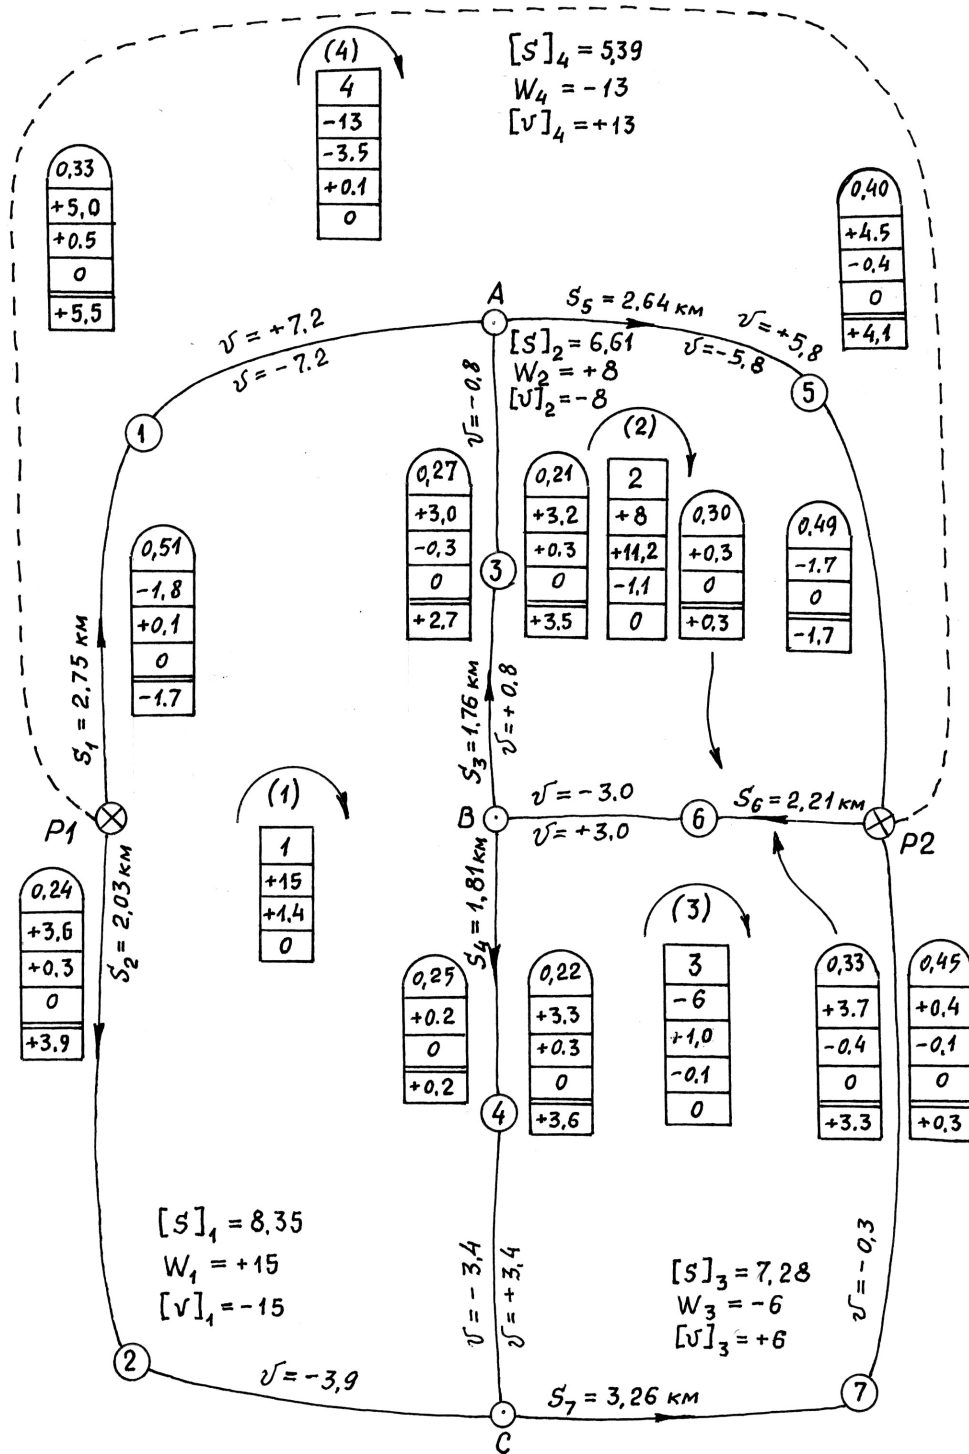 (4)
4
-13
-3.5
+0.1
0
[S]₄ = 5,39
W₄ = -13
[v]₄ = +13
0,33
+5,0
+0.5
0
+5,5
0,40
+4.5
-0,4
0
+4,1
A
S₅ = 2,64 км
v = +7,2
v = -7,2
v = +5,8
v = -5,8
[S]₂ = 6,61
W₂ = +8
[v]₂ = -8
1
5
v = -0,8
(2)
0,27
+3,0
-0,3
0
+2,7
3
0,21
+3,2
+0.3
0
+3.5
2
+8
+11,2
-1,1
0
0,30
+0,3
0
+0,3
0,49
-1.7
0
-1,7
0,51
-1,8
+0,1
0
-1.7
S₁ = 2,75 км
S₃ = 1.76 км
v = +0,8
P1
(1)
1
+15
+1,4
0
B
v = -3.0
v = +3,0
6
S₆ = 2,21 км
P2
S₂ = 2,03 км
S₄ = 1,81 км
0,24
+3,6
+0,3
0
+3,9
0,25
+0.2
0
+0.2
4
0,22
+3,3
+0.3
0
+3,6
(3)
3
-6
+1,0
-0,1
0
0,33
+3.7
-0.4
0
+3.3
0,45
+0,4
-0,1
0
+0,3
[S]₁ = 8,35
W₁ = +15
[v]₁ = -15
v = -3,4
v = +3,4
[S]₃ = 7,28
W₃ = -6
[v]₃ = +6
v = -0,3
2
v = -3,9
C
S₇ = 3,26 км
7